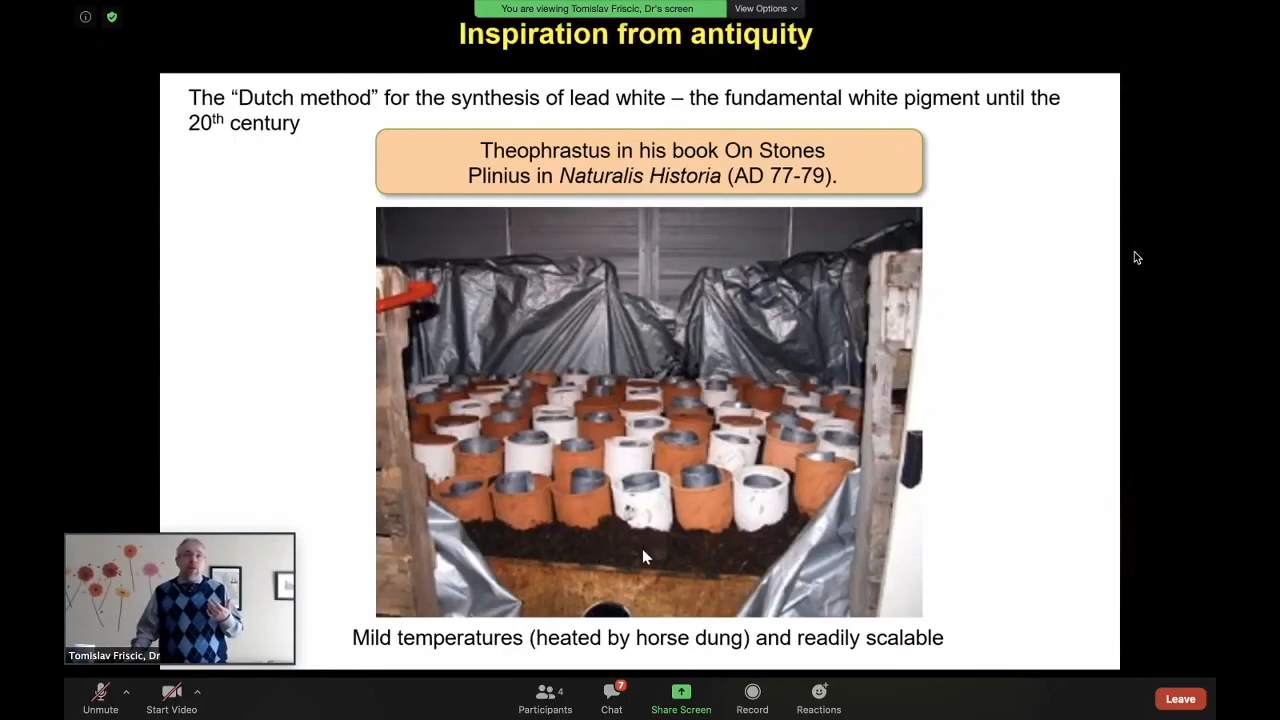 You are viewing Tomislav Friscic, Dr's screen
View Options
Inspiration from antiquity
The “Dutch method” for the synthesis of lead white – the fundamental white pigment until the
20th century
Theophrastus in his book On Stones
Plinius in Naturalis Historia (AD 77-79).
Mild temperatures (heated by horse dung) and readily scalable
Tomislav Friscic, Dr
Unmute
Start Video
Participants
4
Chat
7
Share Screen
Record
Reactions
Leave